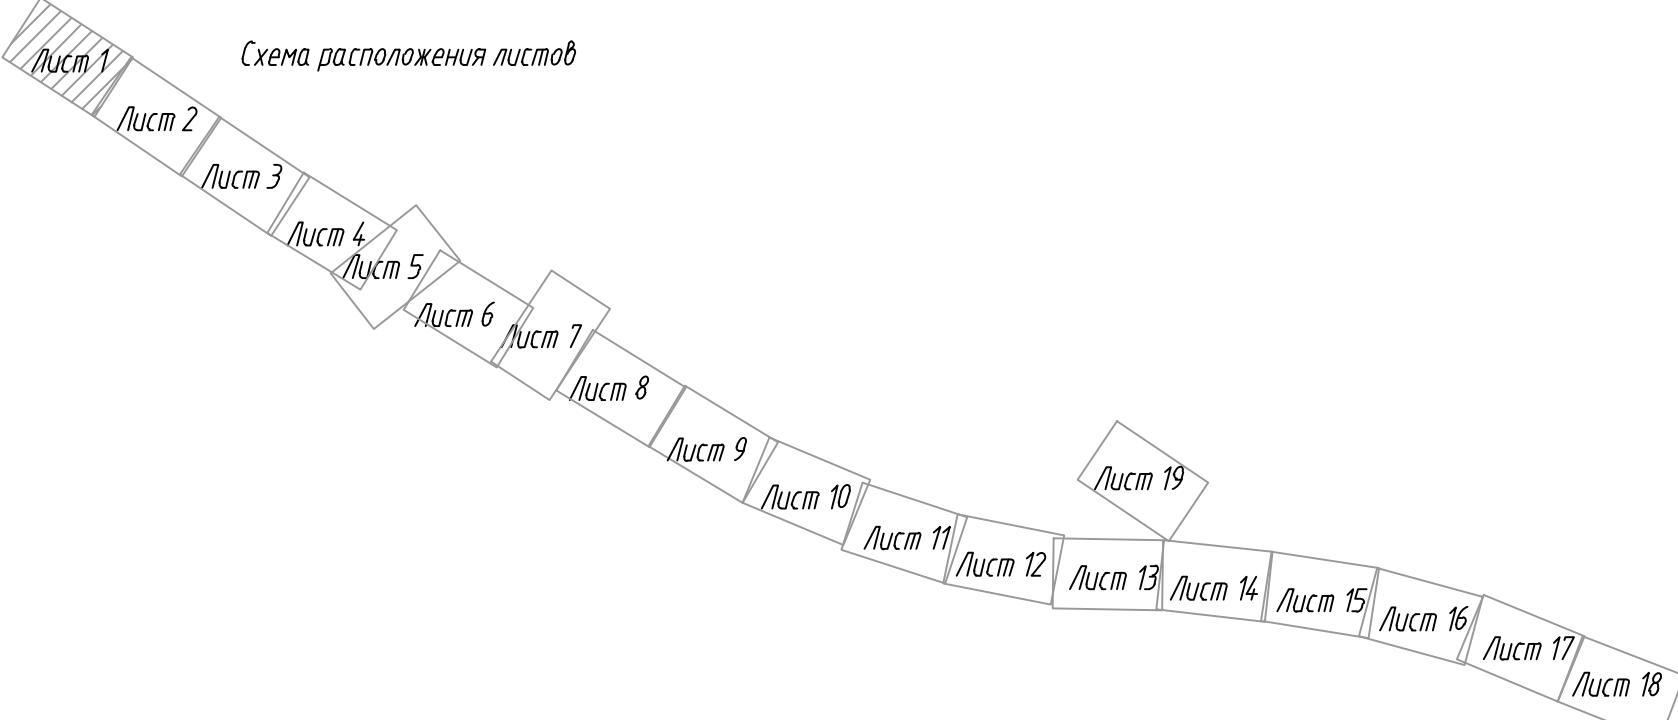 Схема расположения листов
Лист 1
Лист 2
Лист 3
Лист 4
Лист 5
Лист 6
Лист 7
Лист 8
Лист 9
Лист 10
Лист 11
Лист 12
Лист 13
Лист 14
Лист 15
Лист 16
Лист 17
Лист 18
Лист 19